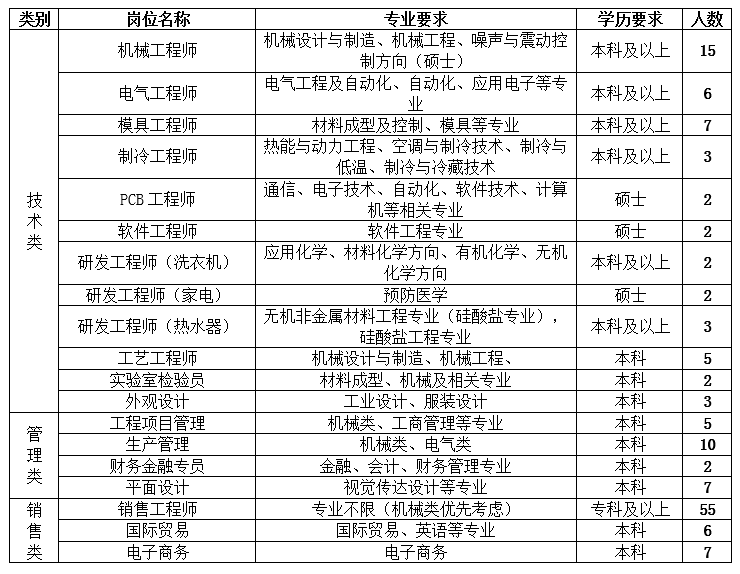 类别 岗位名称 专业要求 学历要求 人数
技术类
机械工程师 机械设计与制造、机械工程、噪声与震动控制方向（硕士） 本科及以上 15
电气工程师 电气工程及自动化、自动化、应用电子等专业 本科及以上 6
模具工程师 材料成型及控制、模具等专业 本科及以上 7
制冷工程师 热能与动力工程、空调与制冷技术、制冷与低温、制冷与冷藏技术 本科及以上 3
PCB 工程师 通信、电子技术、自动化、软件技术、计算机等相关专业 硕士 2
软件工程师 软件工程专业 硕士 2
研发工程师（洗衣机） 应用化学、材料化学方向、有机化学、无机化学方向 本科及以上 2
研发工程师（家电） 预防医学 硕士 2
研发工程师（热水器） 无机非金属材料工程专业（硅酸盐专业），硅酸盐工程专业 本科及以上 3
工艺工程师 机械设计与制造、机械工程、 本科 5
实验室检验员 材料成型、机械及相关专业 本科 2
外观设计 工业设计、服装设计 本科 3
管理类
工程项目管理 机械类、工商管理等专业 本科 5
生产管理 机械类、电气类 本科 10
财务金融专员 金融、会计、财务管理专业 本科 2
平面设计 视觉传达设计等专业 本科 7
销售类
销售工程师 专业不限（机械类优先考虑） 专科及以上 55
国际贸易 国际贸易、英语等专业 本科 6
电子商务 电子商务 本科 7